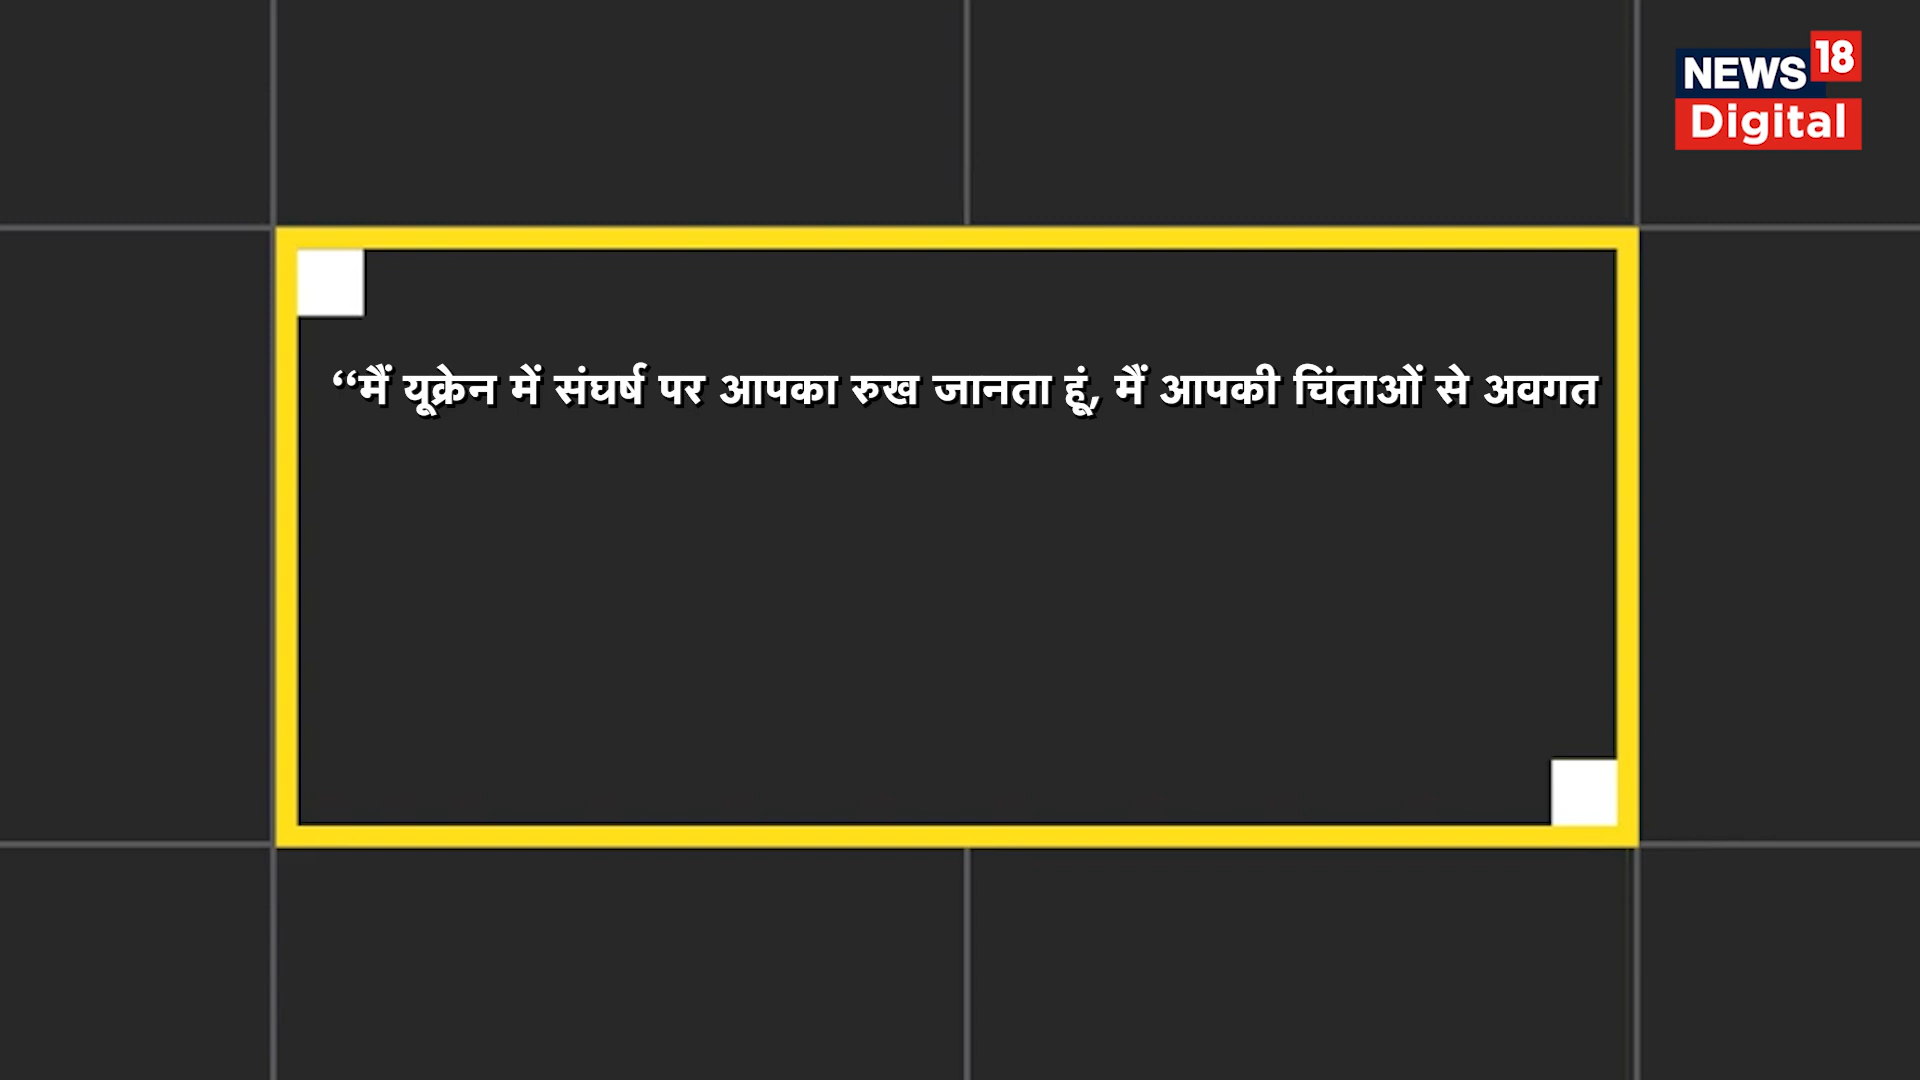 NEWS18
Digital
“मैं यूक्रेन में संघर्ष पर आपका रुख जानता हूं, मैं आपकी चिंताओं से अवगत